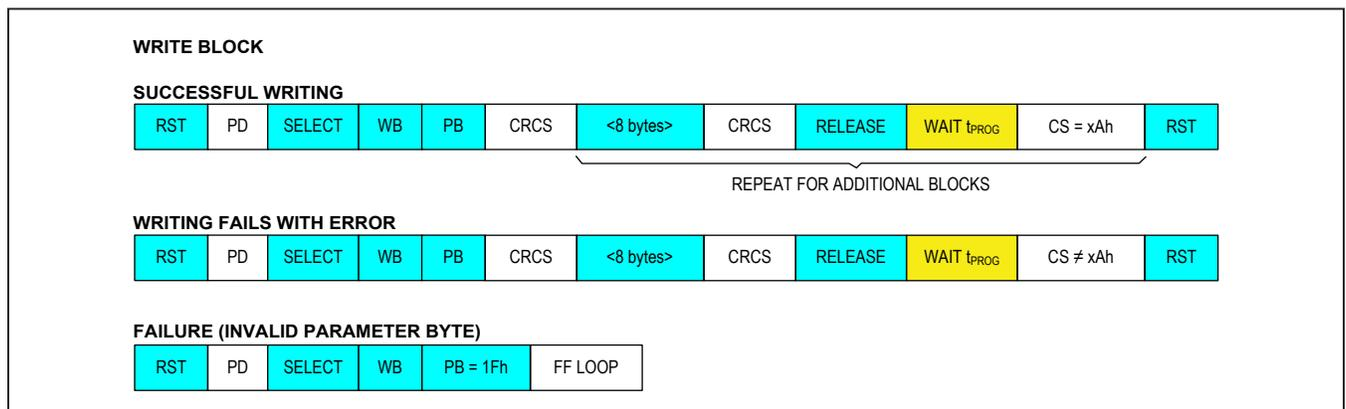 WRITE BLOCK
SUCCESSFUL WRITING
RST PD SELECT WB PB CRCS <8 bytes> CRCS RELEASE WAIT tPROG CS = xAh RST
REPEAT FOR ADDITIONAL BLOCKS
WRITING FAILS WITH ERROR
RST PD SELECT WB PB CRCS <8 bytes> CRCS RELEASE WAIT tPROG CS ≠ xAh RST
FAILURE (INVALID PARAMETER BYTE)
RST PD SELECT WB PB = 1Fh FF LOOP